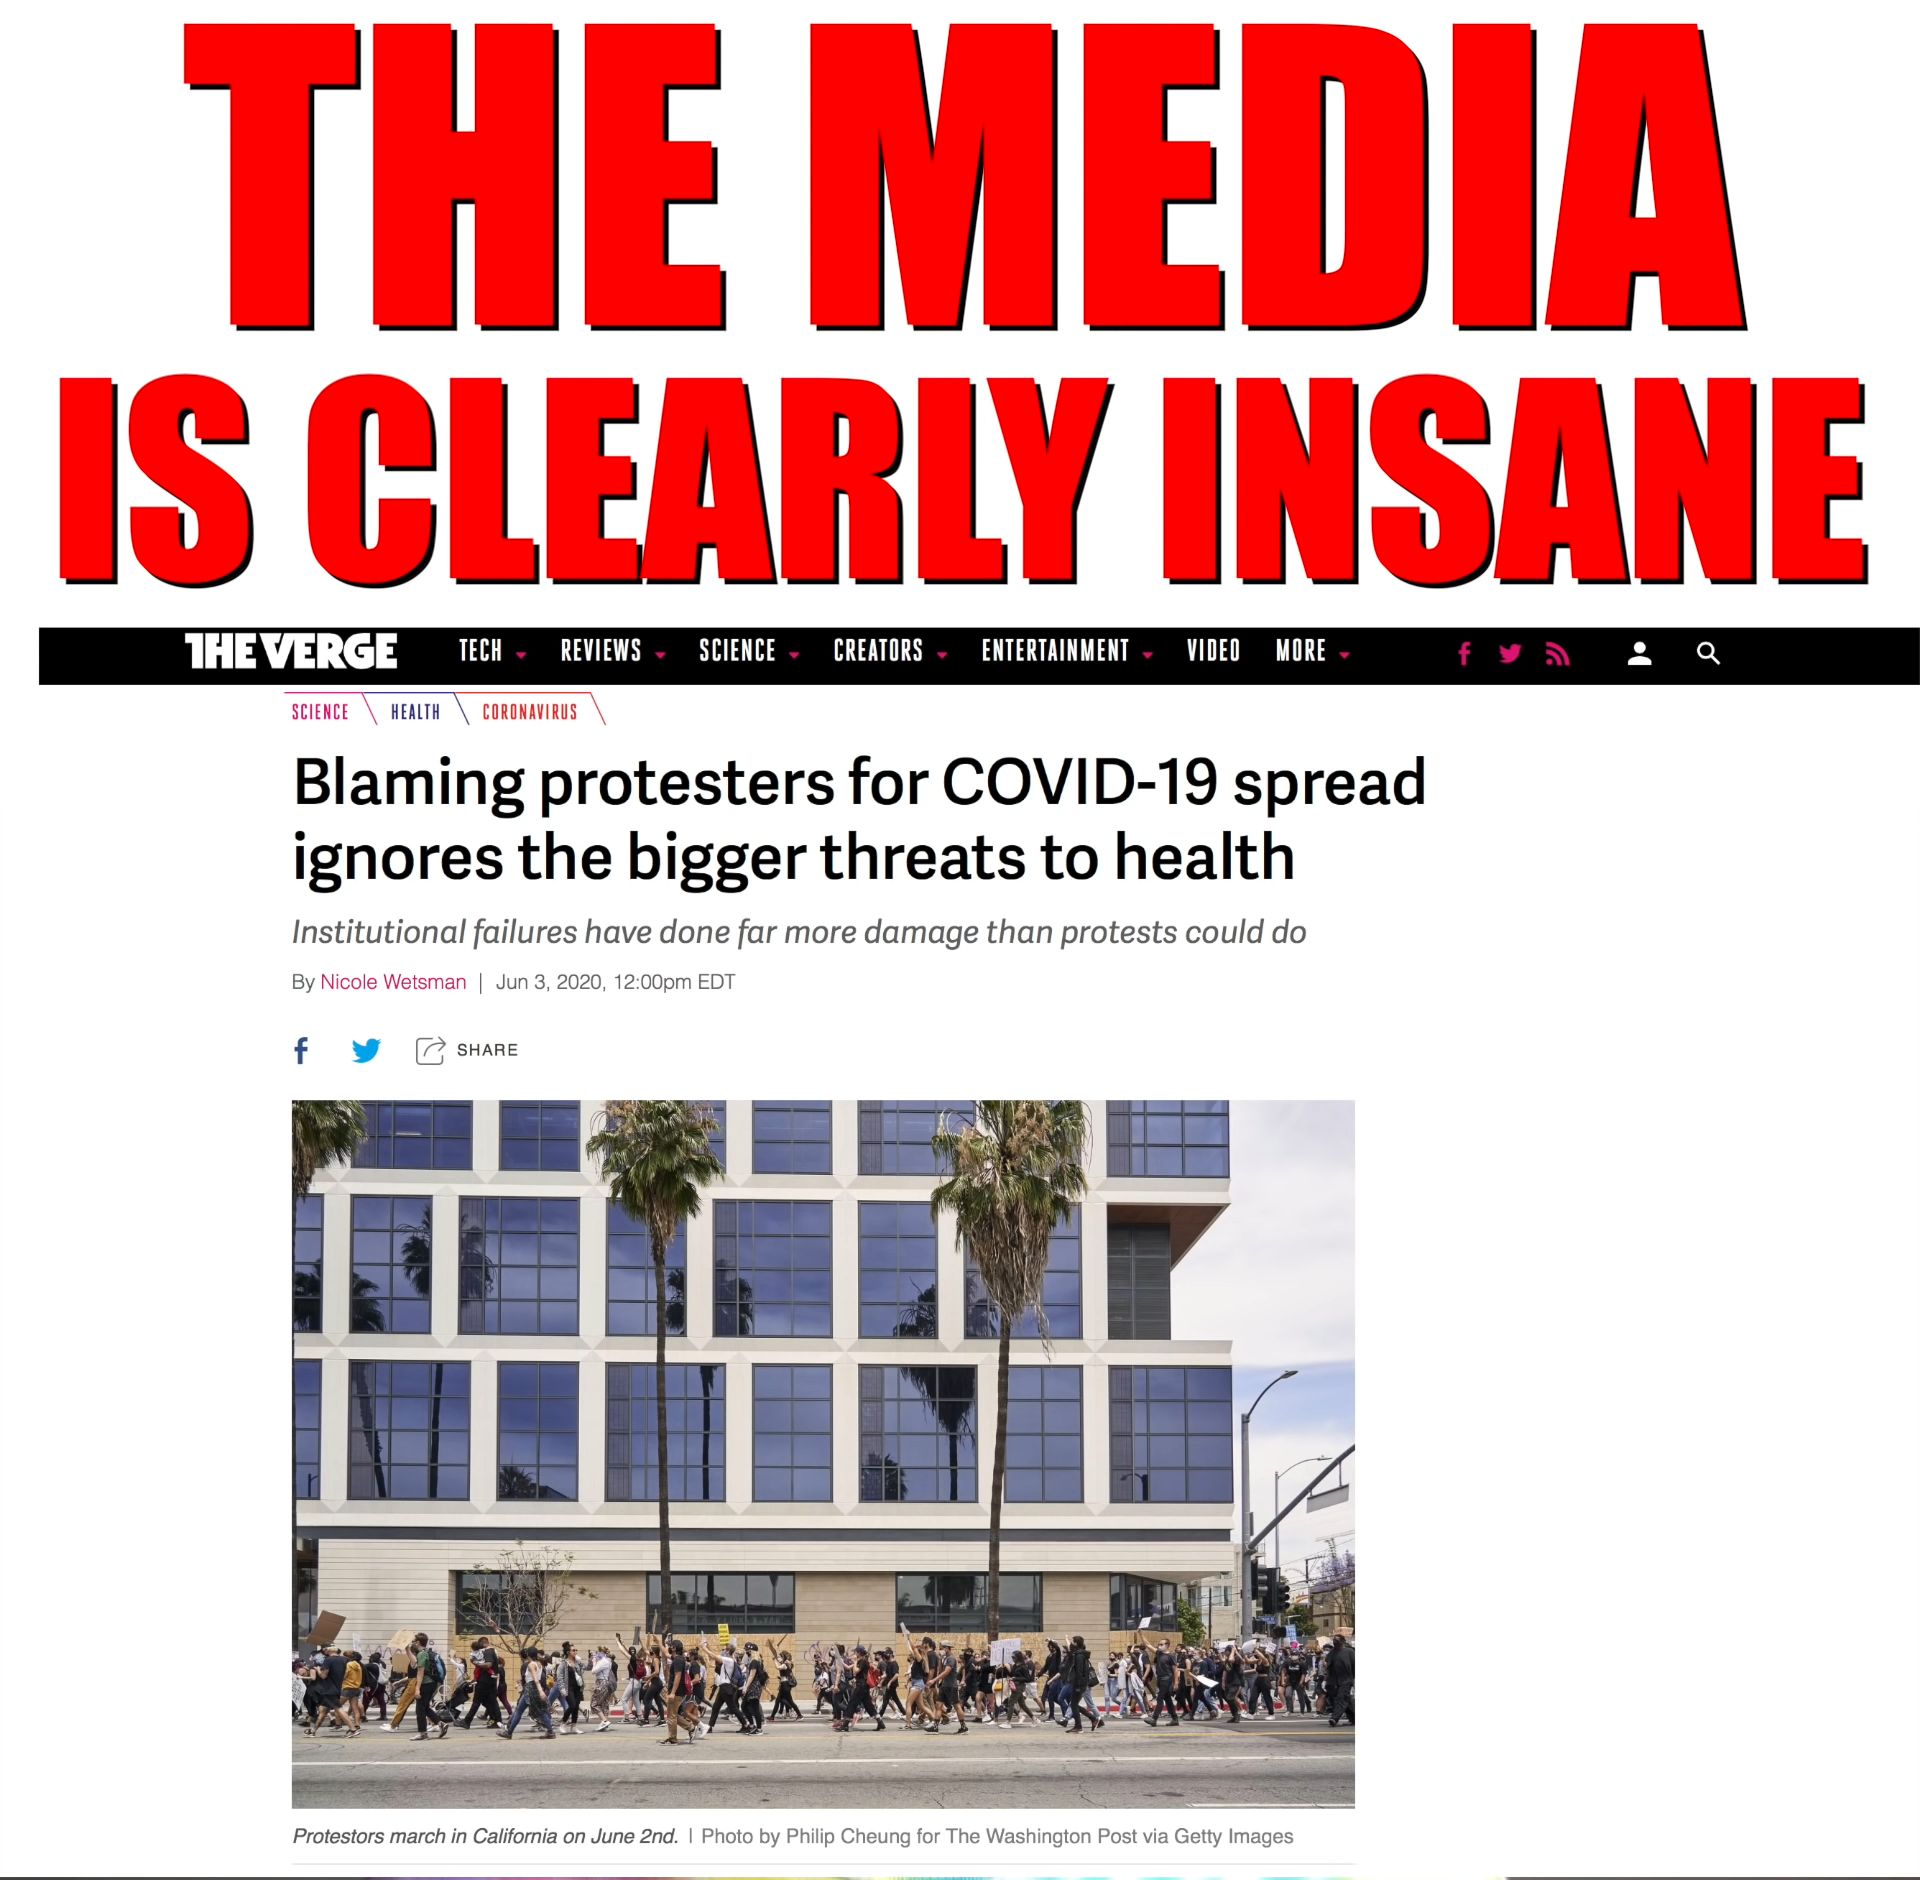 THE MEDIA
IS CLEARLY INSANE
THE VERGE TECH REVIEWS SCIENCE CREATORS ENTERTAINMENT VIDEO MORE
SCIENCE HEALTH CORONAVIRUS
Blaming protesters for COVID-19 spread
ignores the bigger threats to health
Institutional failures have done far more damage than protests could do
By Nicole Wetsman | Jun 3, 2020, 12:00pm EDT
SHARE
Protestors march in California on June 2nd. | Photo by Philip Cheung for The Washington Post via Getty Images